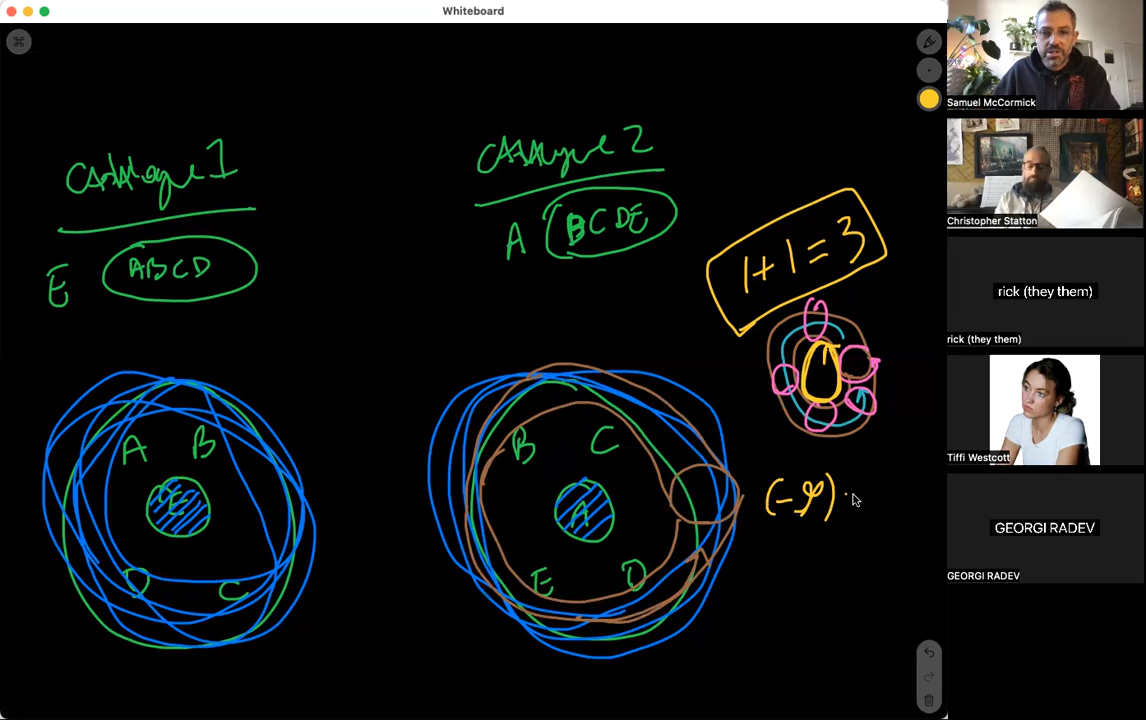 Whiteboard
CAtAlogue 1
E ABCD
CAtAlogue 2
A BCDE
1+1=3
A B
E
D C
B C
A
E D
(-φ)
Samuel McCormick
Christopher Statton
rick (they them)
rick (they them)
Tiffi Westcott
GEORGI RADEV
GEORGI RADEV